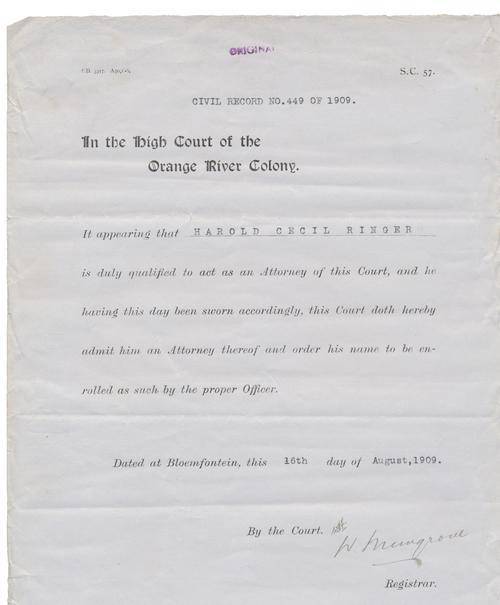 ORIGINAL
S.C. 57.
CIVIL RECORD NO.449 OF 1909.
In the High Court of the
Orange River Colony.
It appearing that HAROLD CECIL RINGER
is duly qualified to act as an Attorney of this Court, and he
having this day been sworn accordingly, this Court doth hereby
admit him an Attorney thereof and order his name to be en-
rolled as such by the proper Officer.
Dated at Bloemfontein, this 16th day of August,1909.
By the Court.
Registrar.